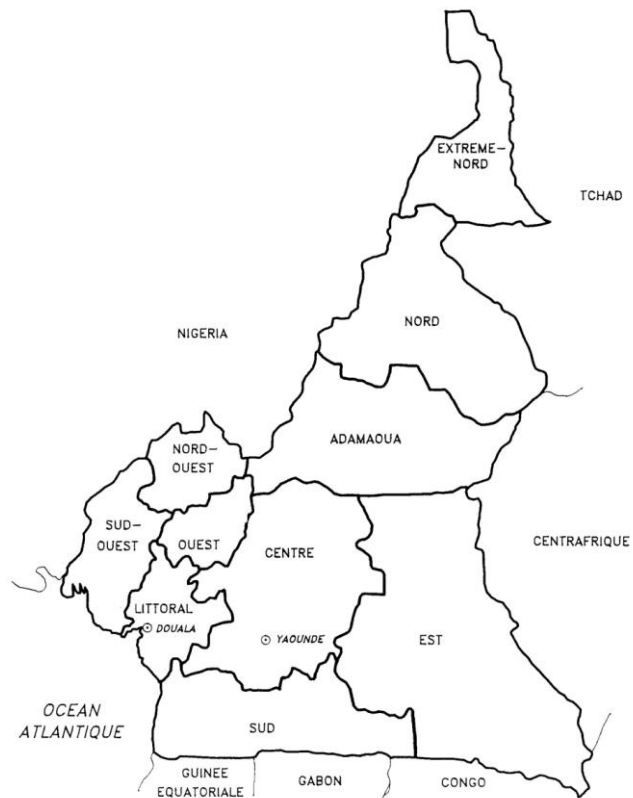 EXTREME-
NORD
TCHAD
NORD
NIGERIA
ADAMAOUA
NORD-
OUEST
SUD-
OUEST
OUEST
CENTRE
CENTRAFRIQUE
LITTORAL
DOUALA
YAOUNDE
EST
OCEAN
ATLANTIQUE
SUD
GUINEE
EQUATORIALE
GABON
CONGO